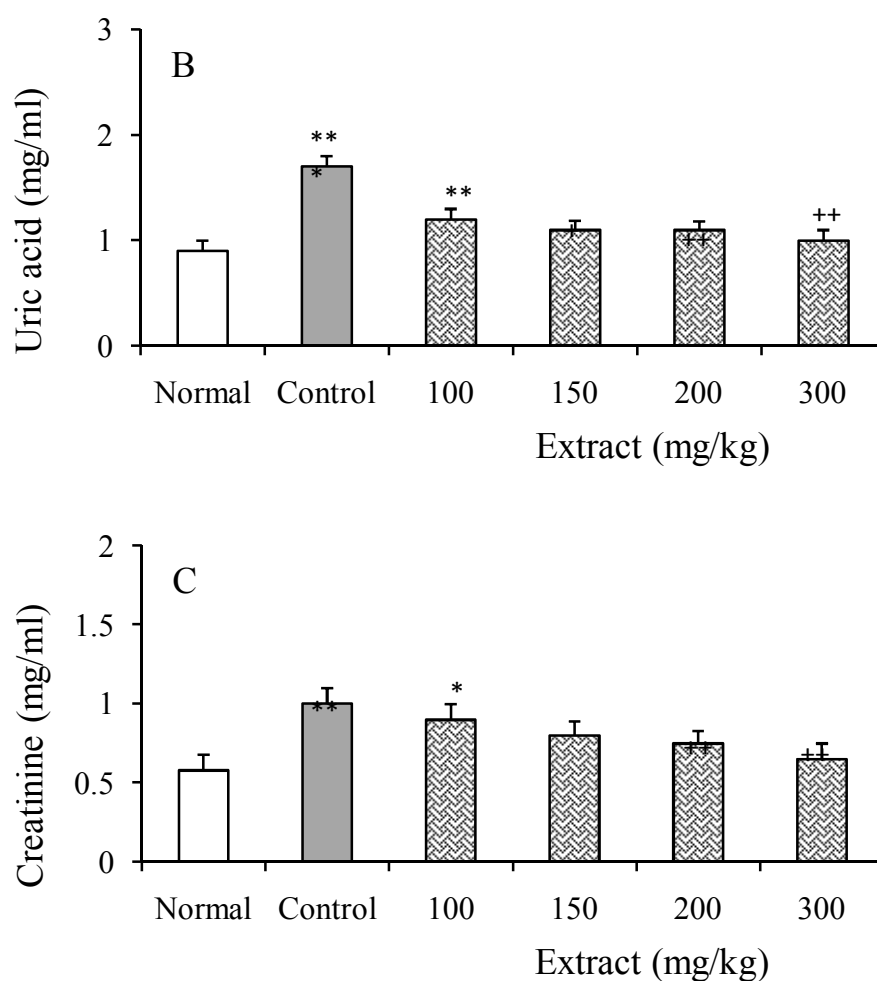 B
Uric acid (mg/ml)
3
2
1
0
**
*
**
+
++
++
Normal Control 100 150 200 300
Extract (mg/kg)
C
Creatinine (mg/ml)
2
1.5
1
0.5
0
**
*
++
++
Normal Control 100 150 200 300
Extract (mg/kg)